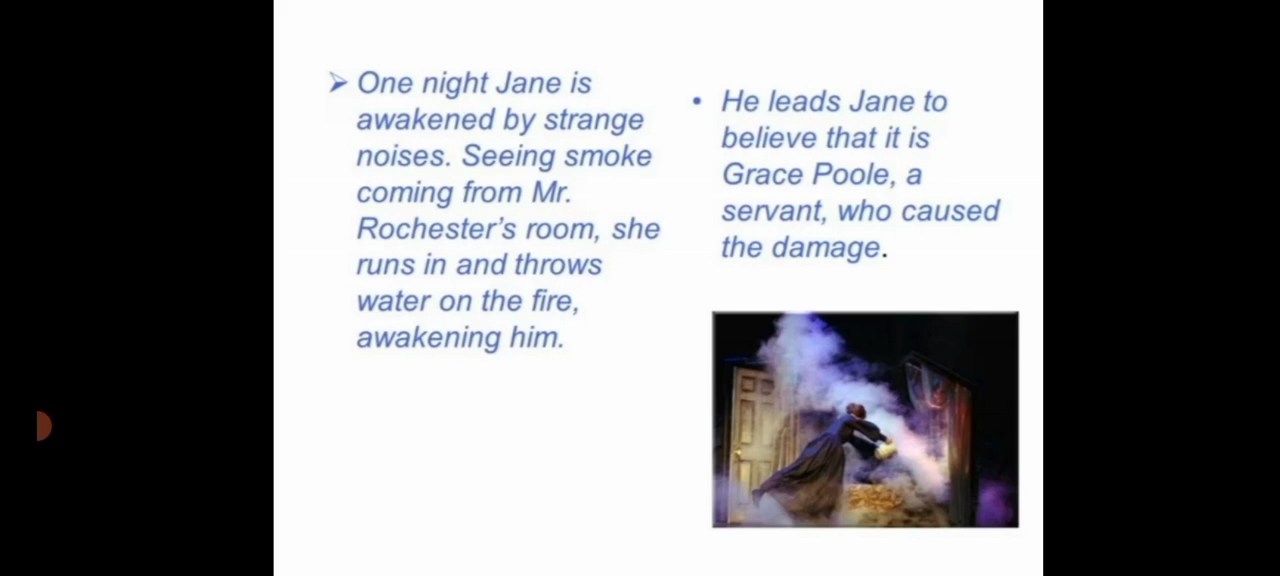 ➢ One night Jane is
awakened by strange
noises. Seeing smoke
coming from Mr.
Rochester’s room, she
runs in and throws
water on the fire,
awakening him.
• He leads Jane to
believe that it is
Grace Poole, a
servant, who caused
the damage.